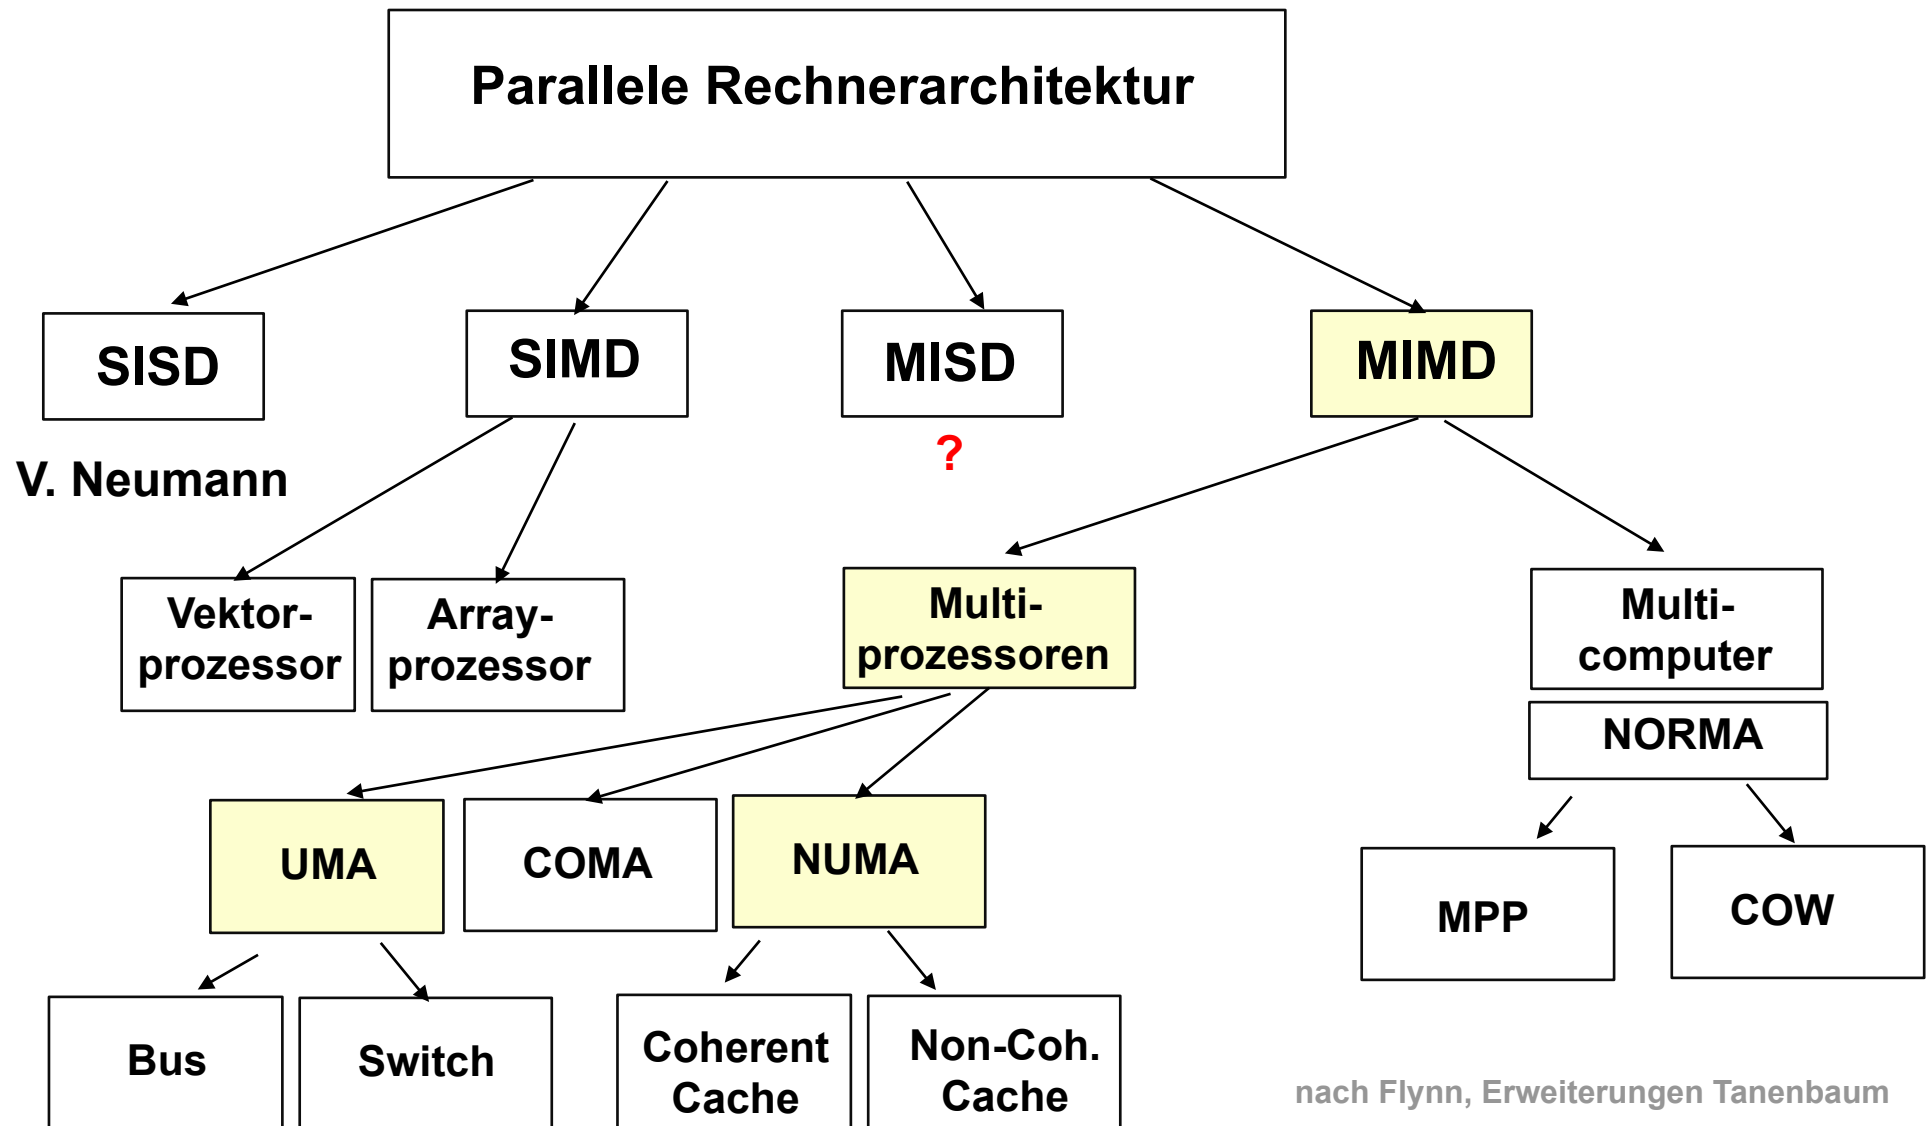 Parallele Rechnerarchitektur
SISD
SIMD
MISD
MIMD
V. Neumann
?
Vektor-
prozessor
Array-
prozessor
Multi-
prozessoren
Multi-
computer
NORMA
UMA
COMA
NUMA
MPP
COW
Bus
Switch
Coherent
Cache
Non-Coh.
Cache
nach Flynn, Erweiterungen Tanenbaum